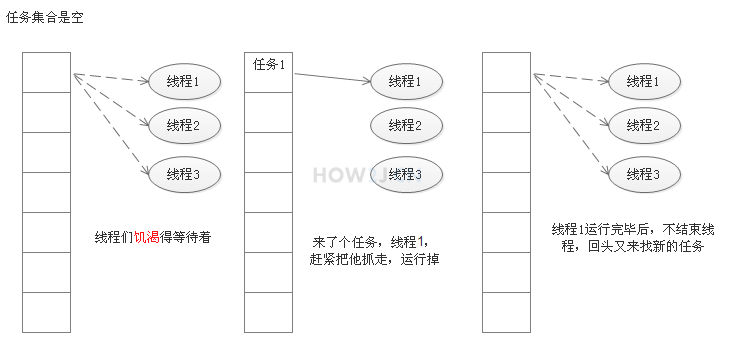 任务集合是空
线程1
线程2
线程3
线程们饥渴得等待着
任务1
线程1
线程2
线程3
HOW
J
来了个任务，线程1，
赶紧把他抓走，运行掉
线程1
线程2
线程3
线程1运行完毕后，不结束线
程，回头又来找新的任务